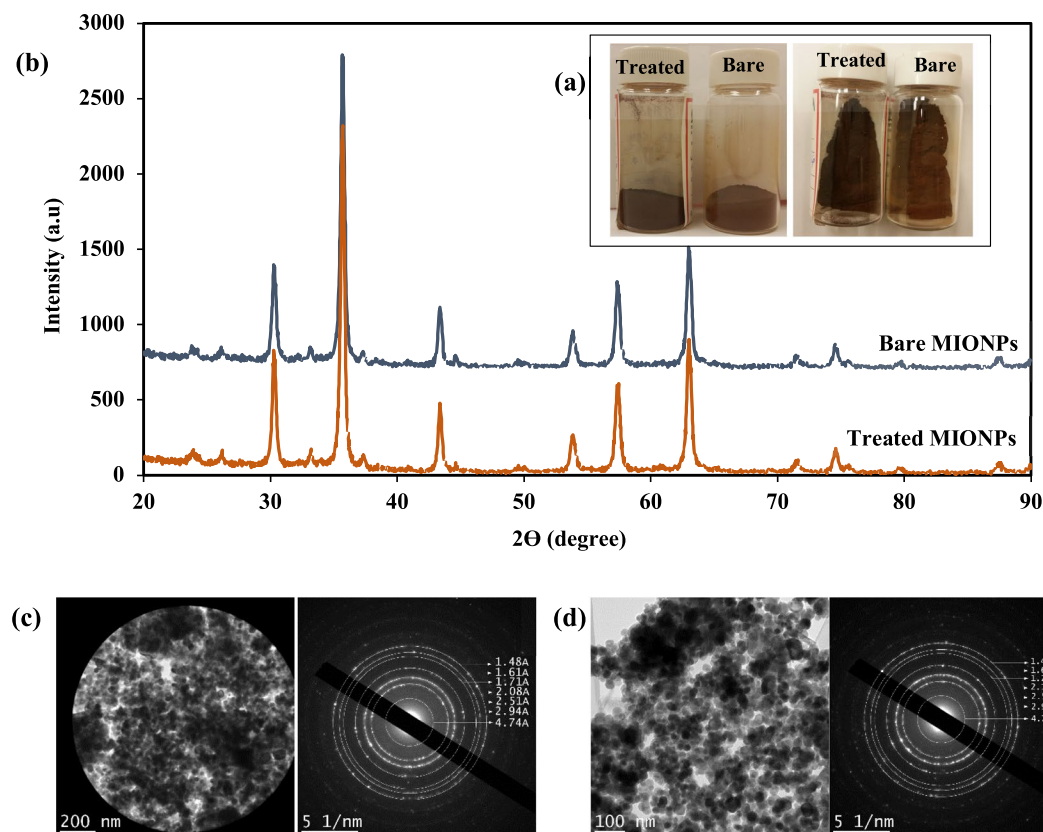 (b)
3000
2500
2000
1500
1000
500
0
Intensity (a.u)
20 30 40 50 60 70 80 90
2Ɵ (degree)
(a)
Treated Bare
Treated Bare
Bare MIONPs
Treated MIONPs
(c)
1.48A
1.61A
1.71A
2.08A
2.51A
2.94A
4.74A
200 nm
5 1/nm
(d)
100 nm
5 1/nm